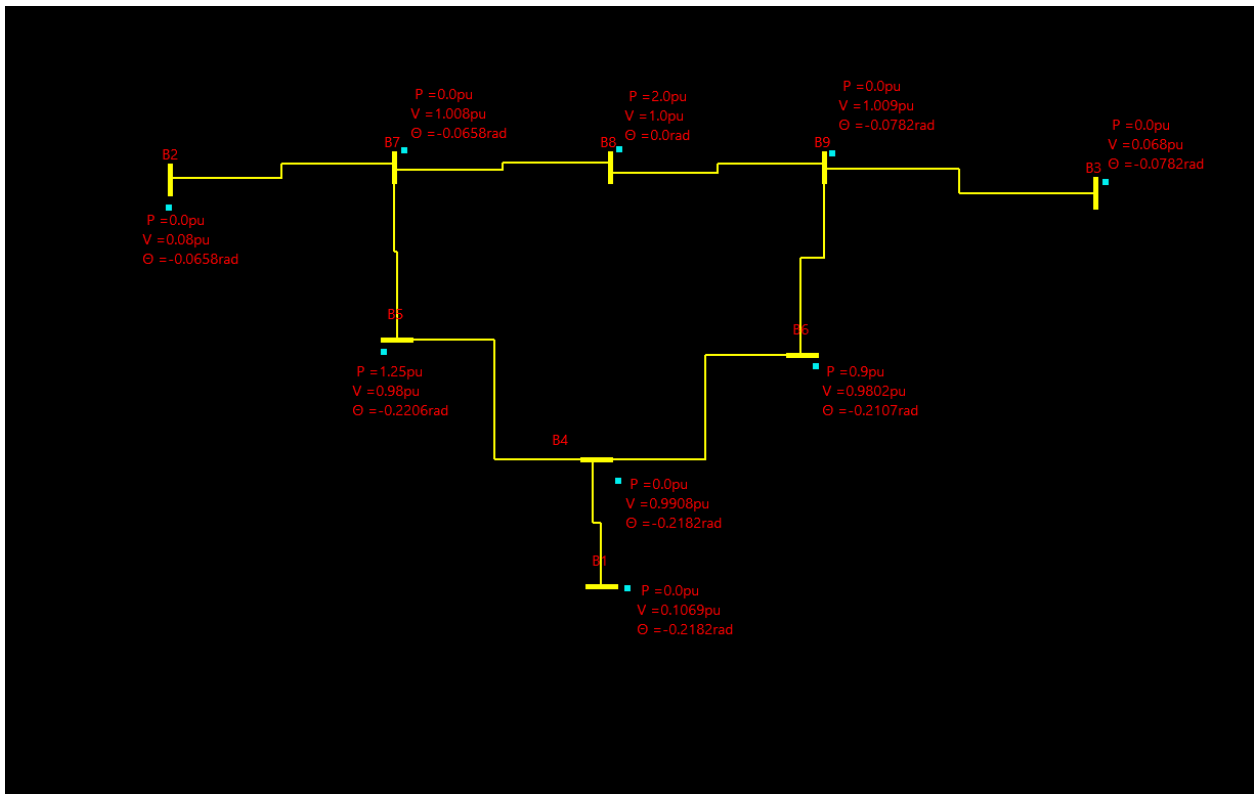 P =0.0pu
V =1.008pu
Θ =-0.0658rad
B7
P =2.0pu
V =1.0pu
Θ =0.0rad
B8
P =0.0pu
V =1.009pu
Θ =-0.0782rad
B9
P =0.0pu
V =0.068pu
Θ =-0.0782rad
B3
B2
P =0.0pu
V =0.08pu
Θ =-0.0658rad
B5
P =1.25pu
V =0.98pu
Θ =-0.2206rad
B6
P =0.9pu
V =0.9802pu
Θ =-0.2107rad
B4
P =0.0pu
V =0.9908pu
Θ =-0.2182rad
B1
P =0.0pu
V =0.1069pu
Θ =-0.2182rad